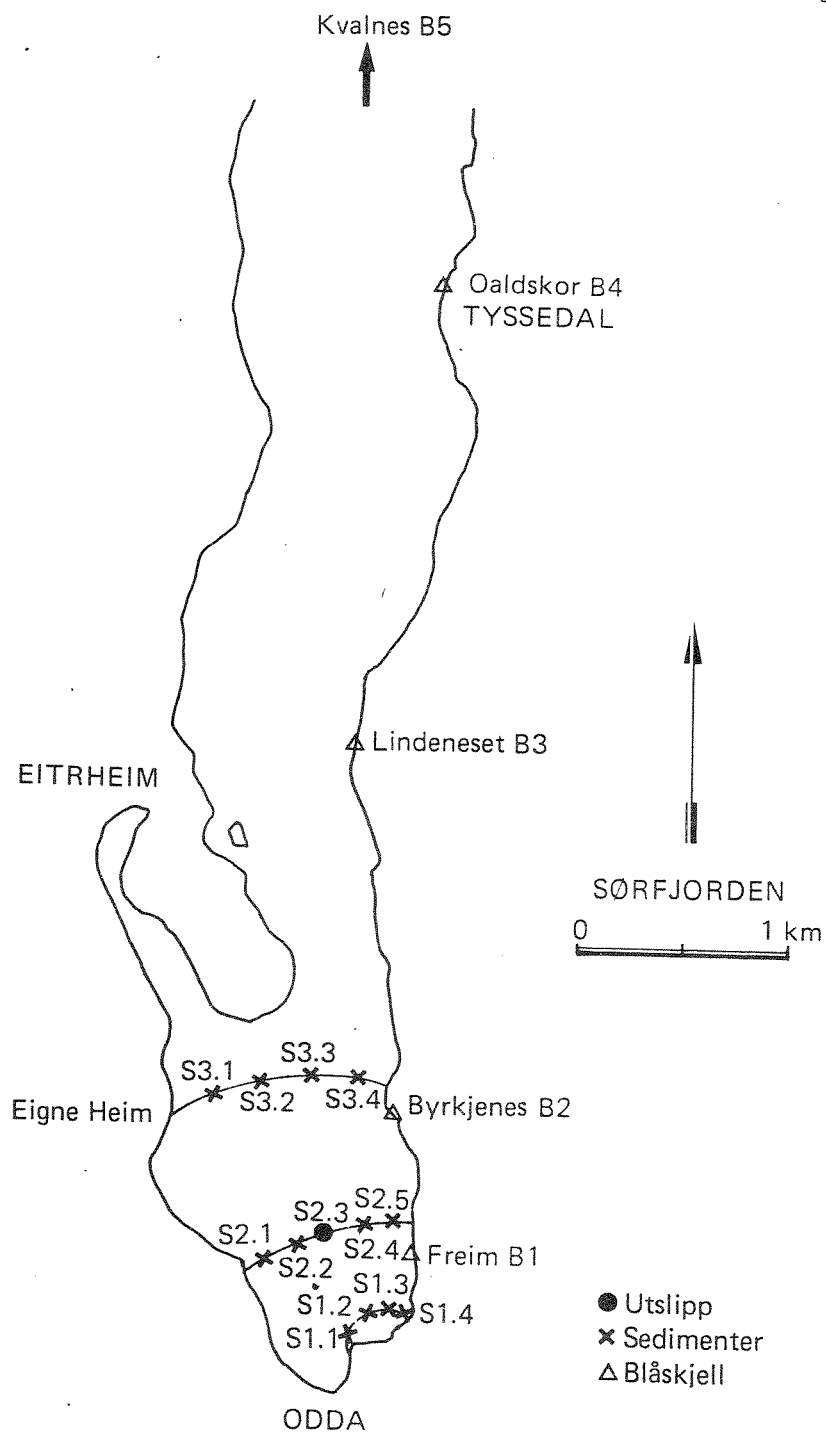 Kvalnes B5
Oaldskor B4
TYSSEDAL
Lindeneset B3
EITRHEIM
SØRFJORDEN
0 1 km
S3.3
S3.1
S3.2
S3.4
Eigne Heim
Byrkjenes B2
S2.5
S2.3
S2.1
S2.4
Freim B1
S2.2
S1.3
S1.2
S1.4
S1.1
Utslipp
Sedimenter
Blåskjell
ODDA